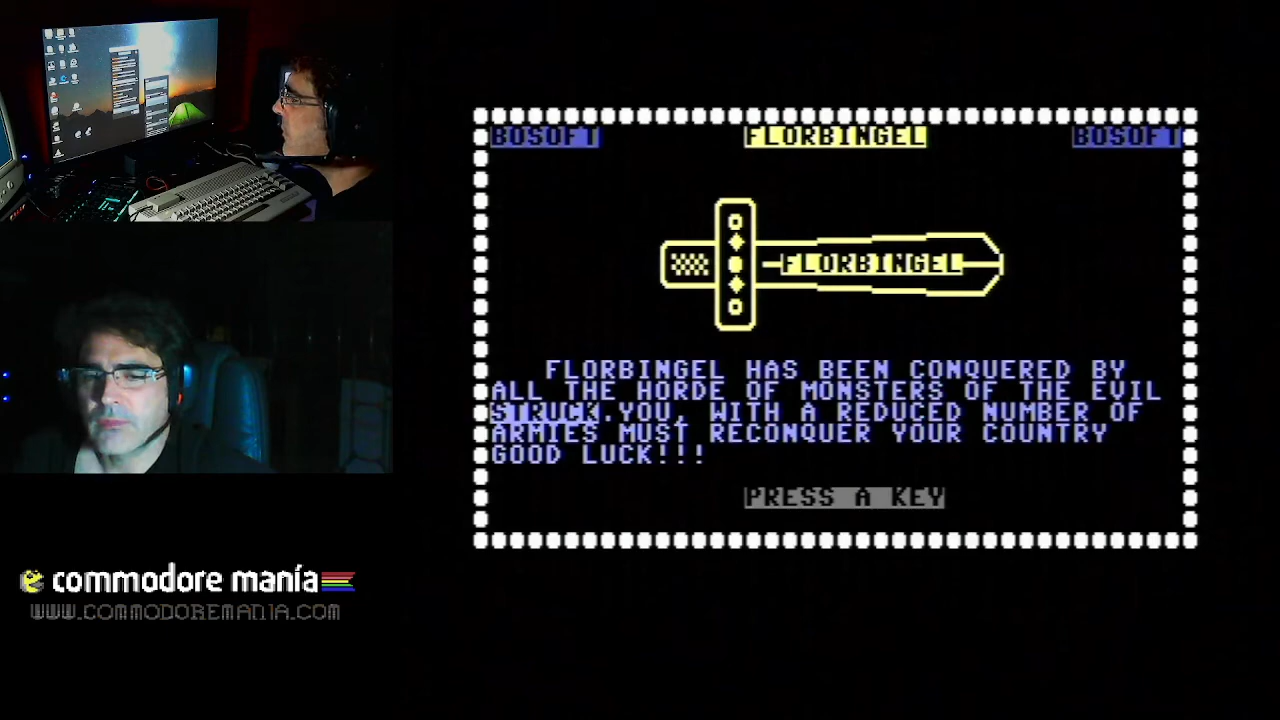 BOSOFT FLORBINGEL BOSOFT
FLORBINGEL
FLORBINGEL HAS BEEN CONQUERED BY
ALL THE HORDE OF MONSTERS OF THE EVIL
STRUCK.YOU, WITH A REDUCED NUMBER OF
ARMIES MUST RECONQUER YOUR COUNTRY
GOOD LUCK!!!
PRESS A KEY
commodore manía
WWW.COMMODOREMANIA.COM